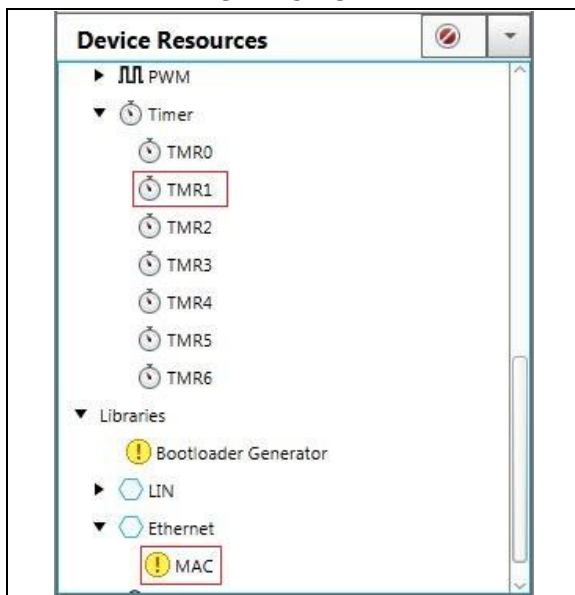 Device Resources
PWM
Timer
TMR0
TMR1
TMR2
TMR3
TMR4
TMR5
TMR6
Libraries
Bootloader Generator
LIN
Ethernet
MAC